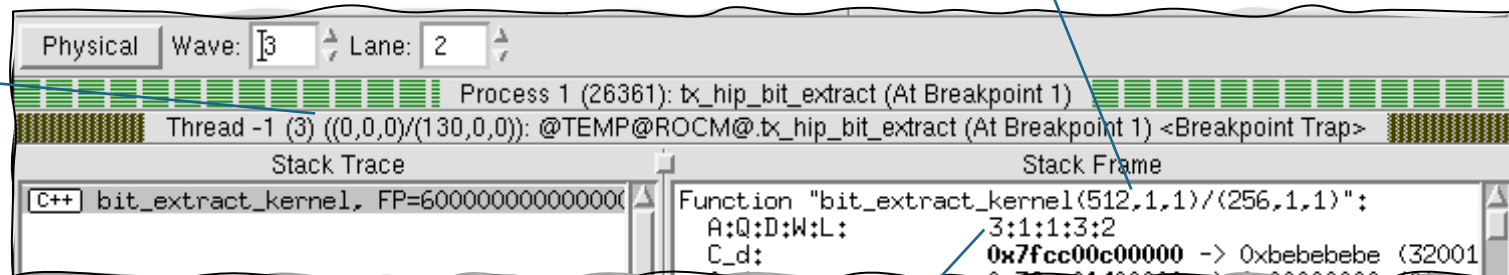 Physical Wave: 3 Lane: 2
Process 1 (26361): tx_hip_bit_extract (At Breakpoint 1)
Thread -1 (3) ((0,0,0)/(130,0,0)): @TEMP@ROCM@.tx_hip_bit_extract (At Breakpoint 1) <Breakpoint Trap>
Stack Trace
Stack Frame
C++ bit_extract_kernel, FP=6000000000000000
Function "bit_extract_kernel(512,1,1)/(256,1,1)":
A:Q:D:W:L: 3:1:1:3:2
C_d: 0x7fcc00c00000 -> 0xbebebebe (32001